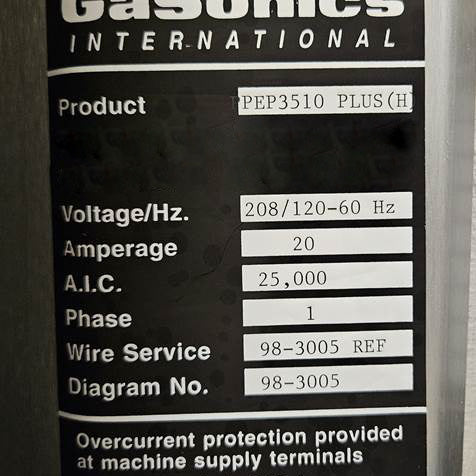 GaSonics
INTERNATIONAL
Product PEP3510 PLUS(H)
Voltage/Hz. 208/120-60 Hz
Amperage 20
A.I.C. 25,000
Phase 1
Wire Service 98-3005 REF
Diagram No. 98-3005
Overcurrent protection provided
at machine supply terminals